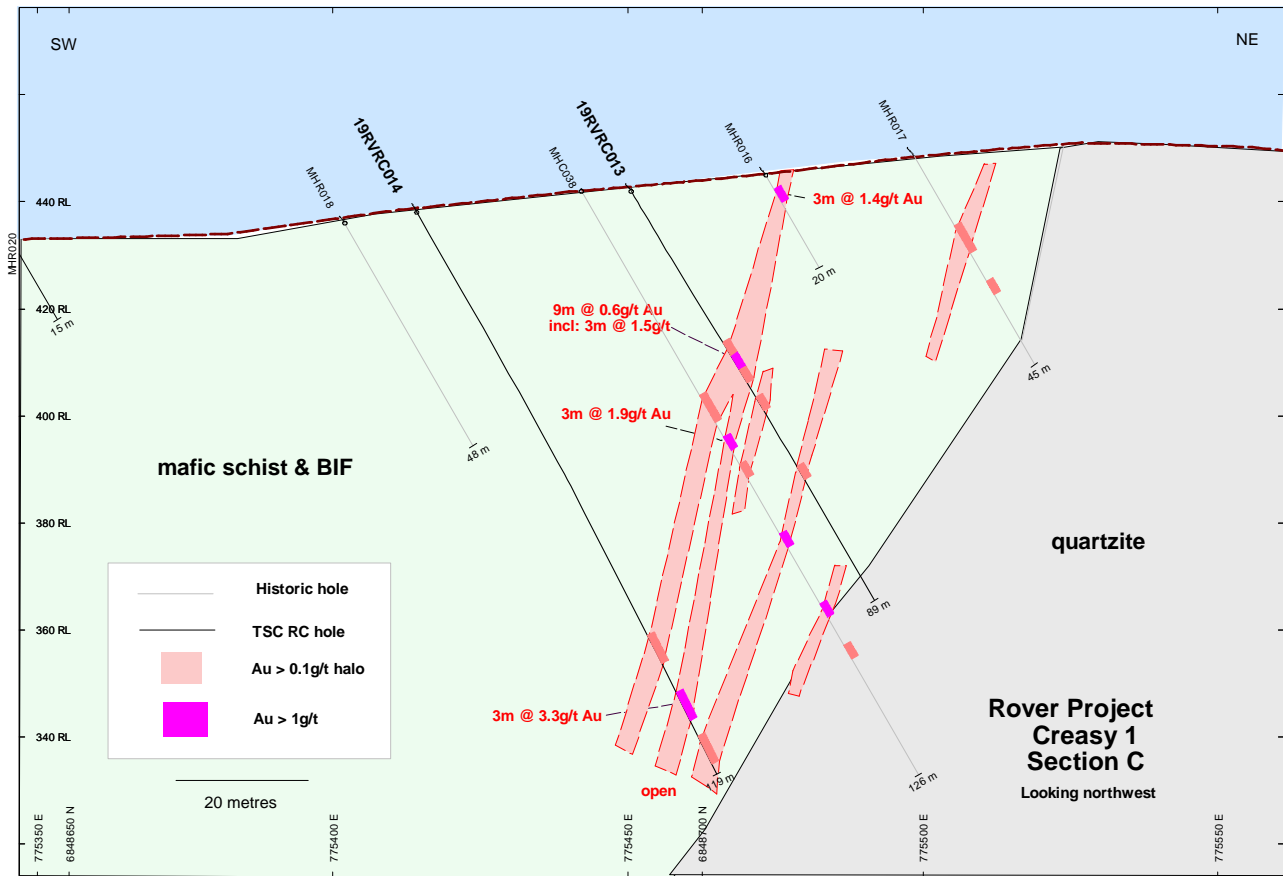 SW
NE
MHR017
19RVRC013
MHR016
19RVRC014
MHC038
MHR018
MHR020
3m @ 1.4g/t Au
440 RL
20 m
9m @ 0.6g/t Au
incl: 3m @ 1.5g/t
420 RL
15 m
45 m
400 RL
3m @ 1.9g/t Au
48 m
mafic schist & BIF
380 RL
quartzite
Historic hole
89 m
TSC RC hole
360 RL
Au > 0.1g/t halo
Au > 1g/t
3m @ 3.3g/t Au
340 RL
Rover Project
Creasy 1
Section C
Looking northwest
119 m
126 m
open
20 metres
775350 E
6848650 N
775400 E
775450 E
6848700 N
775500 E
775550 E